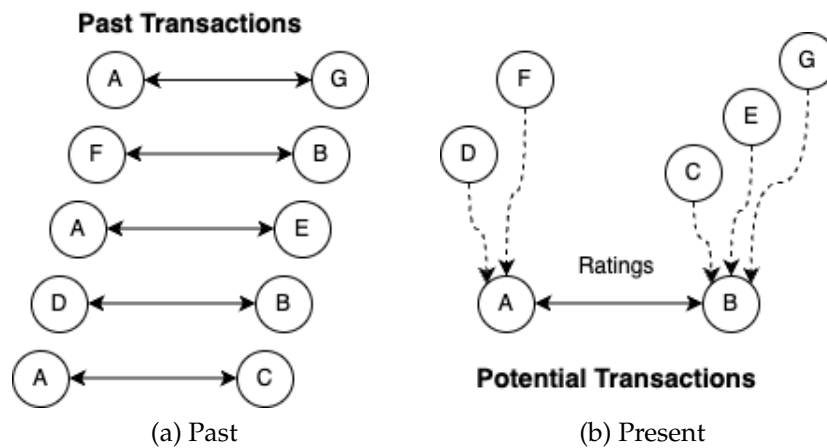 Past Transactions
A G
F B
A E
D B
A C
(a) Past
F G
E
D C
Ratings
A B
Potential Transactions
(b) Present